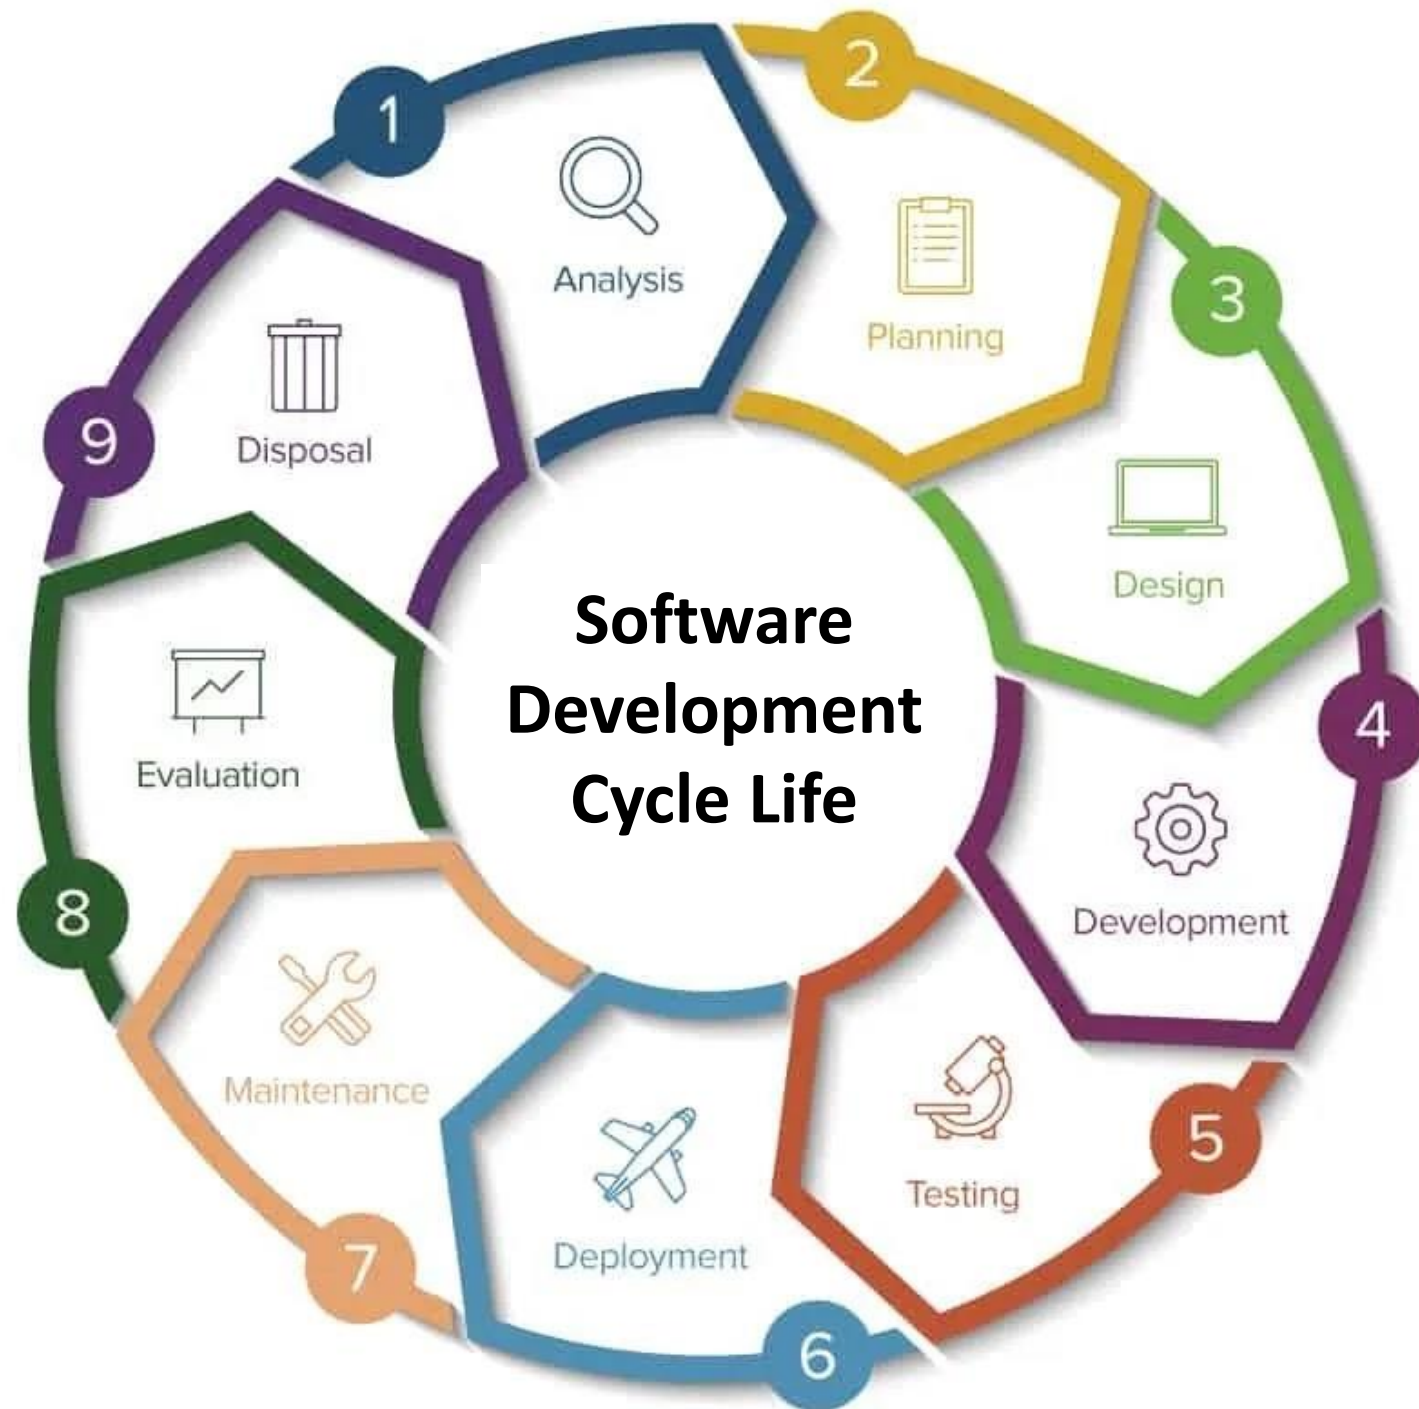 1
Analysis
2
Planning
3
Design
4
Development
5
Testing
6
Deployment
7
Maintenance
8
Evaluation
9
Disposal
Software
Development
Cycle Life